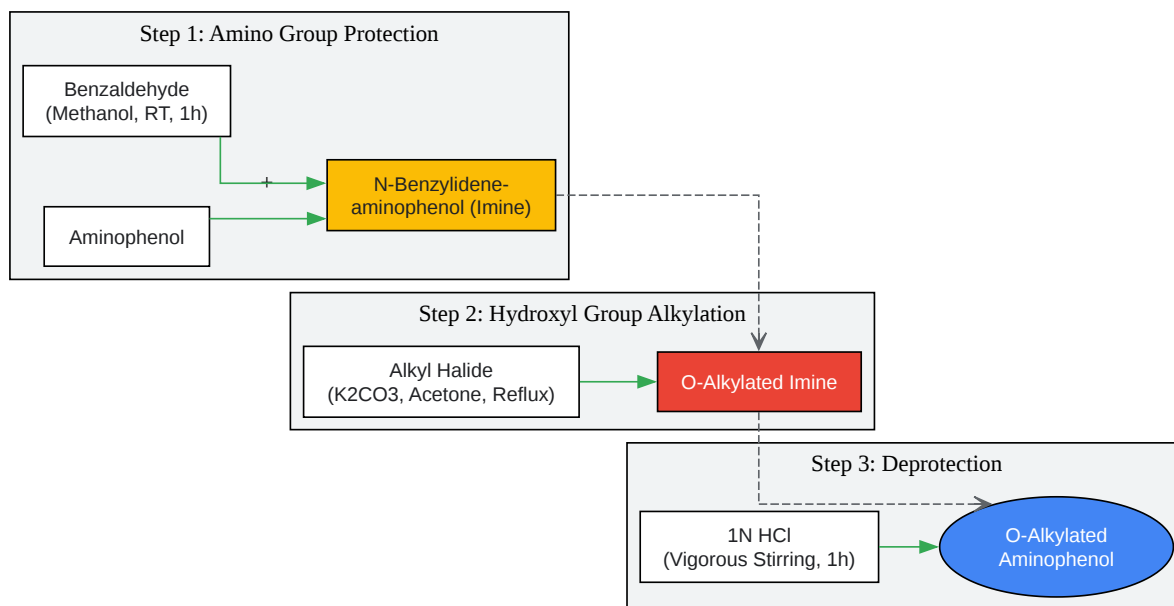 Step 1: Amino Group Protection
Benzaldehyde
(Methanol, RT, 1h)
+
N-Benzylidene-
aminophenol (Imine)
Aminophenol
Step 2: Hydroxyl Group Alkylation
Alkyl Halide
(K2CO3, Acetone, Reflux)
O-Alkylated Imine
Step 3: Deprotection
1N HCl
(Vigorous Stirring, 1h)
O-Alkylated
Aminophenol